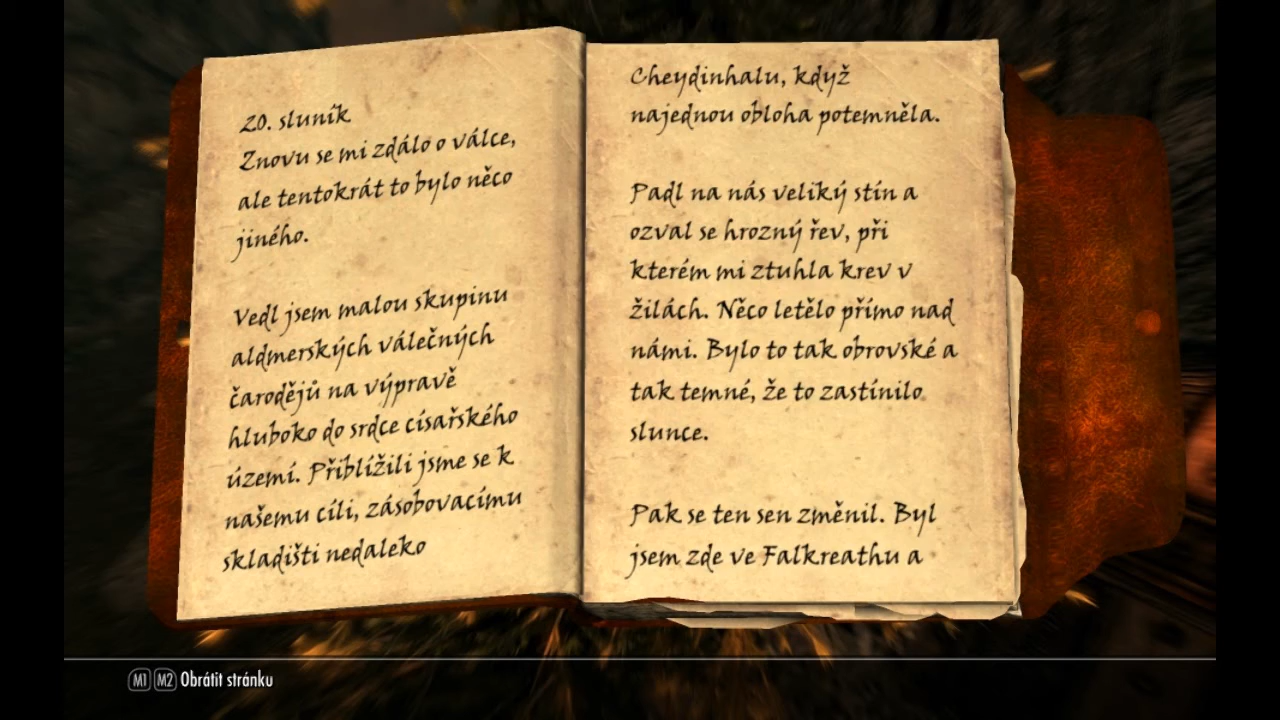 20. sluník
Znovu se mi zdálo o válce,
ale tentokrát to bylo něco
jiného.
Vedl jsem malou skupinu
aldmerských válečných
čarodějů na výpravě
hluboko do srdce císařského
území. Přiblížili jsme se k
našemu cíli, zásobovacímu
skladišti nedaleko
Cheydinhalu, když
najednou obloha potemněla.
Padl na nás veliký stín a
ozval se hrozný řev, při
kterém mi ztuhla krev v
žilách. Něco letělo přímo nad
námi. Bylo to tak obrovské a
tak temné, že to zastínilo
slunce.
Pak se ten sen změnil. Byl
jsem zde ve Falkreathu a
M1 M2 Obrátit stránku